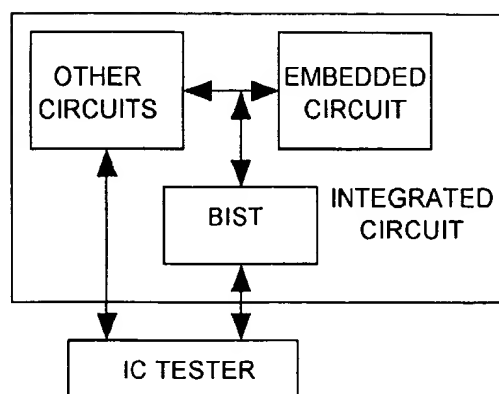 OTHER
CIRCUITS
EMBEDDED
CIRCUIT
BIST
INTEGRATED
CIRCUIT
IC TESTER